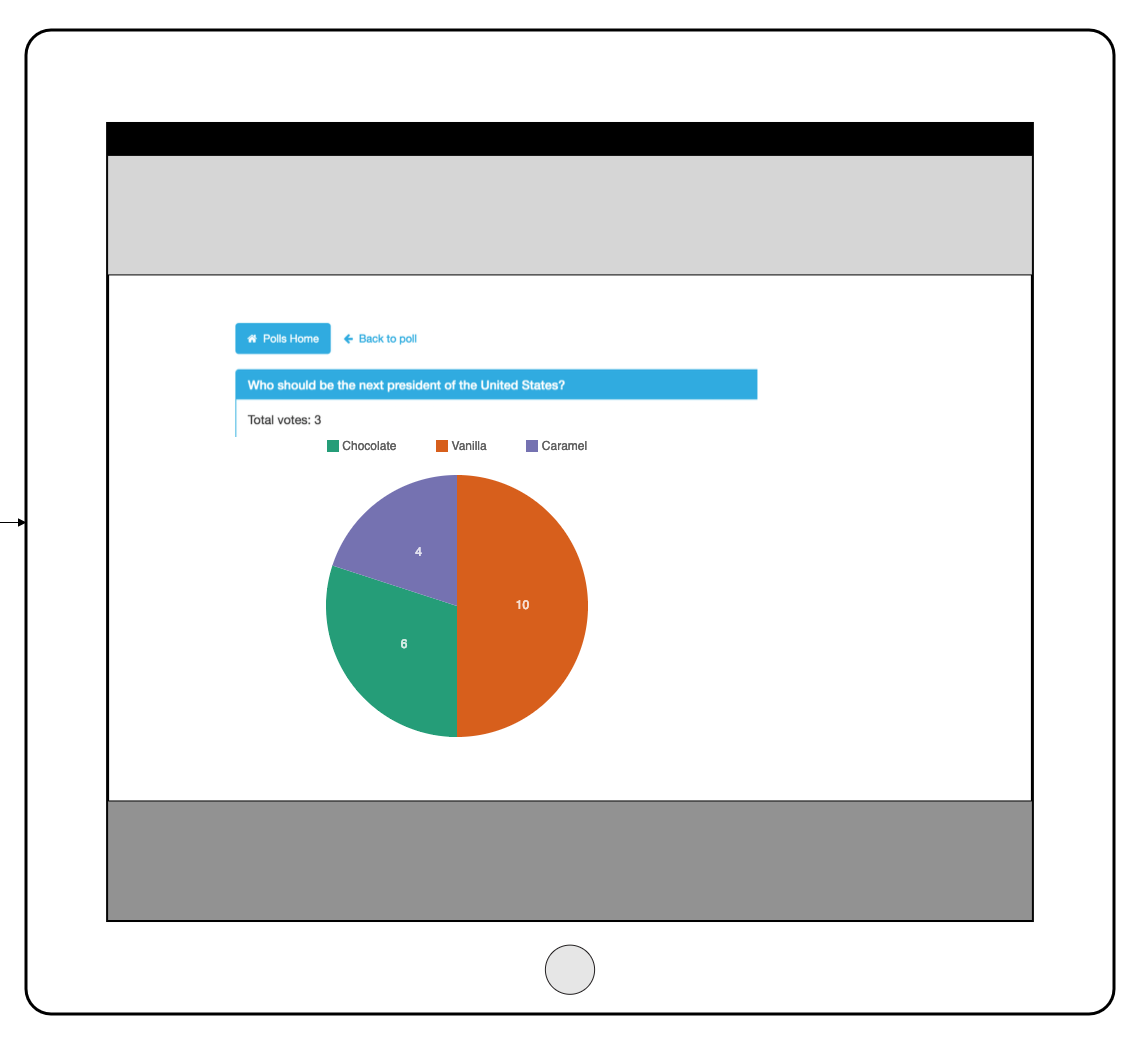 Polls Home Back to poll
Who should be the next president of the United States?
Total votes: 3
Chocolate Vanilla Caramel
4
10
6